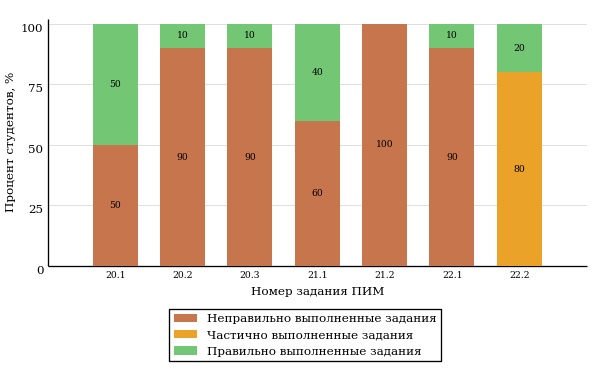 Процент студентов, %
100
75
50
25
0
50 10 10 40 10 20
50 90 90 60 100 90 80
20.1 20.2 20.3 21.1 21.2 22.1 22.2
Номер задания ПИМ
Неправильно выполненные задания
Частично выполненные задания
Правильно выполненные задания